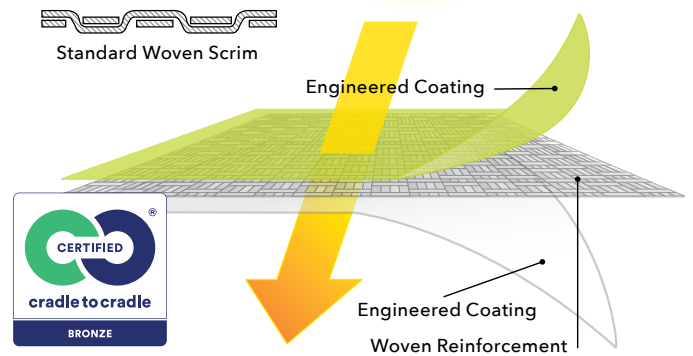 Standard Woven Scrim
Engineered Coating
®
CERTIFIED
cradle to cradle
BRONZE
Engineered Coating
Woven Reinforcement